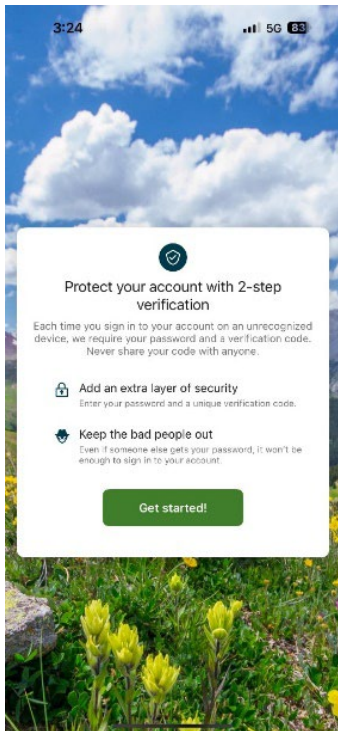 3:24
5G 83
Protect your account with 2-step
verification
Each time you sign in to your account on an unrecognized
device, we require your password and a verification code.
Never share your code with anyone.
Add an extra layer of security
Enter your password and a unique verification code.
Keep the bad people out
Even if someone else gets your password, it won't be
enough to sign in to your account.
Get started!